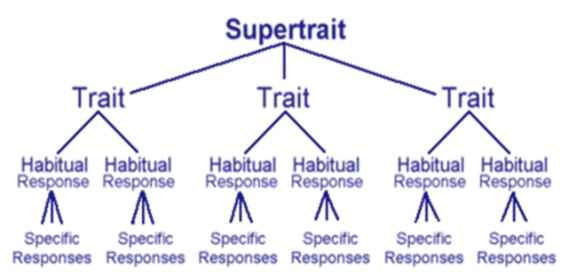 Supertrait
Trait Trait Trait
Habitual Habitual Habitual Habitual Habitual Habitual
Response Response Response Response Response Response
Specific Specific Specific Specific Specific Specific
Responses Responses Responses Responses Responses Responses